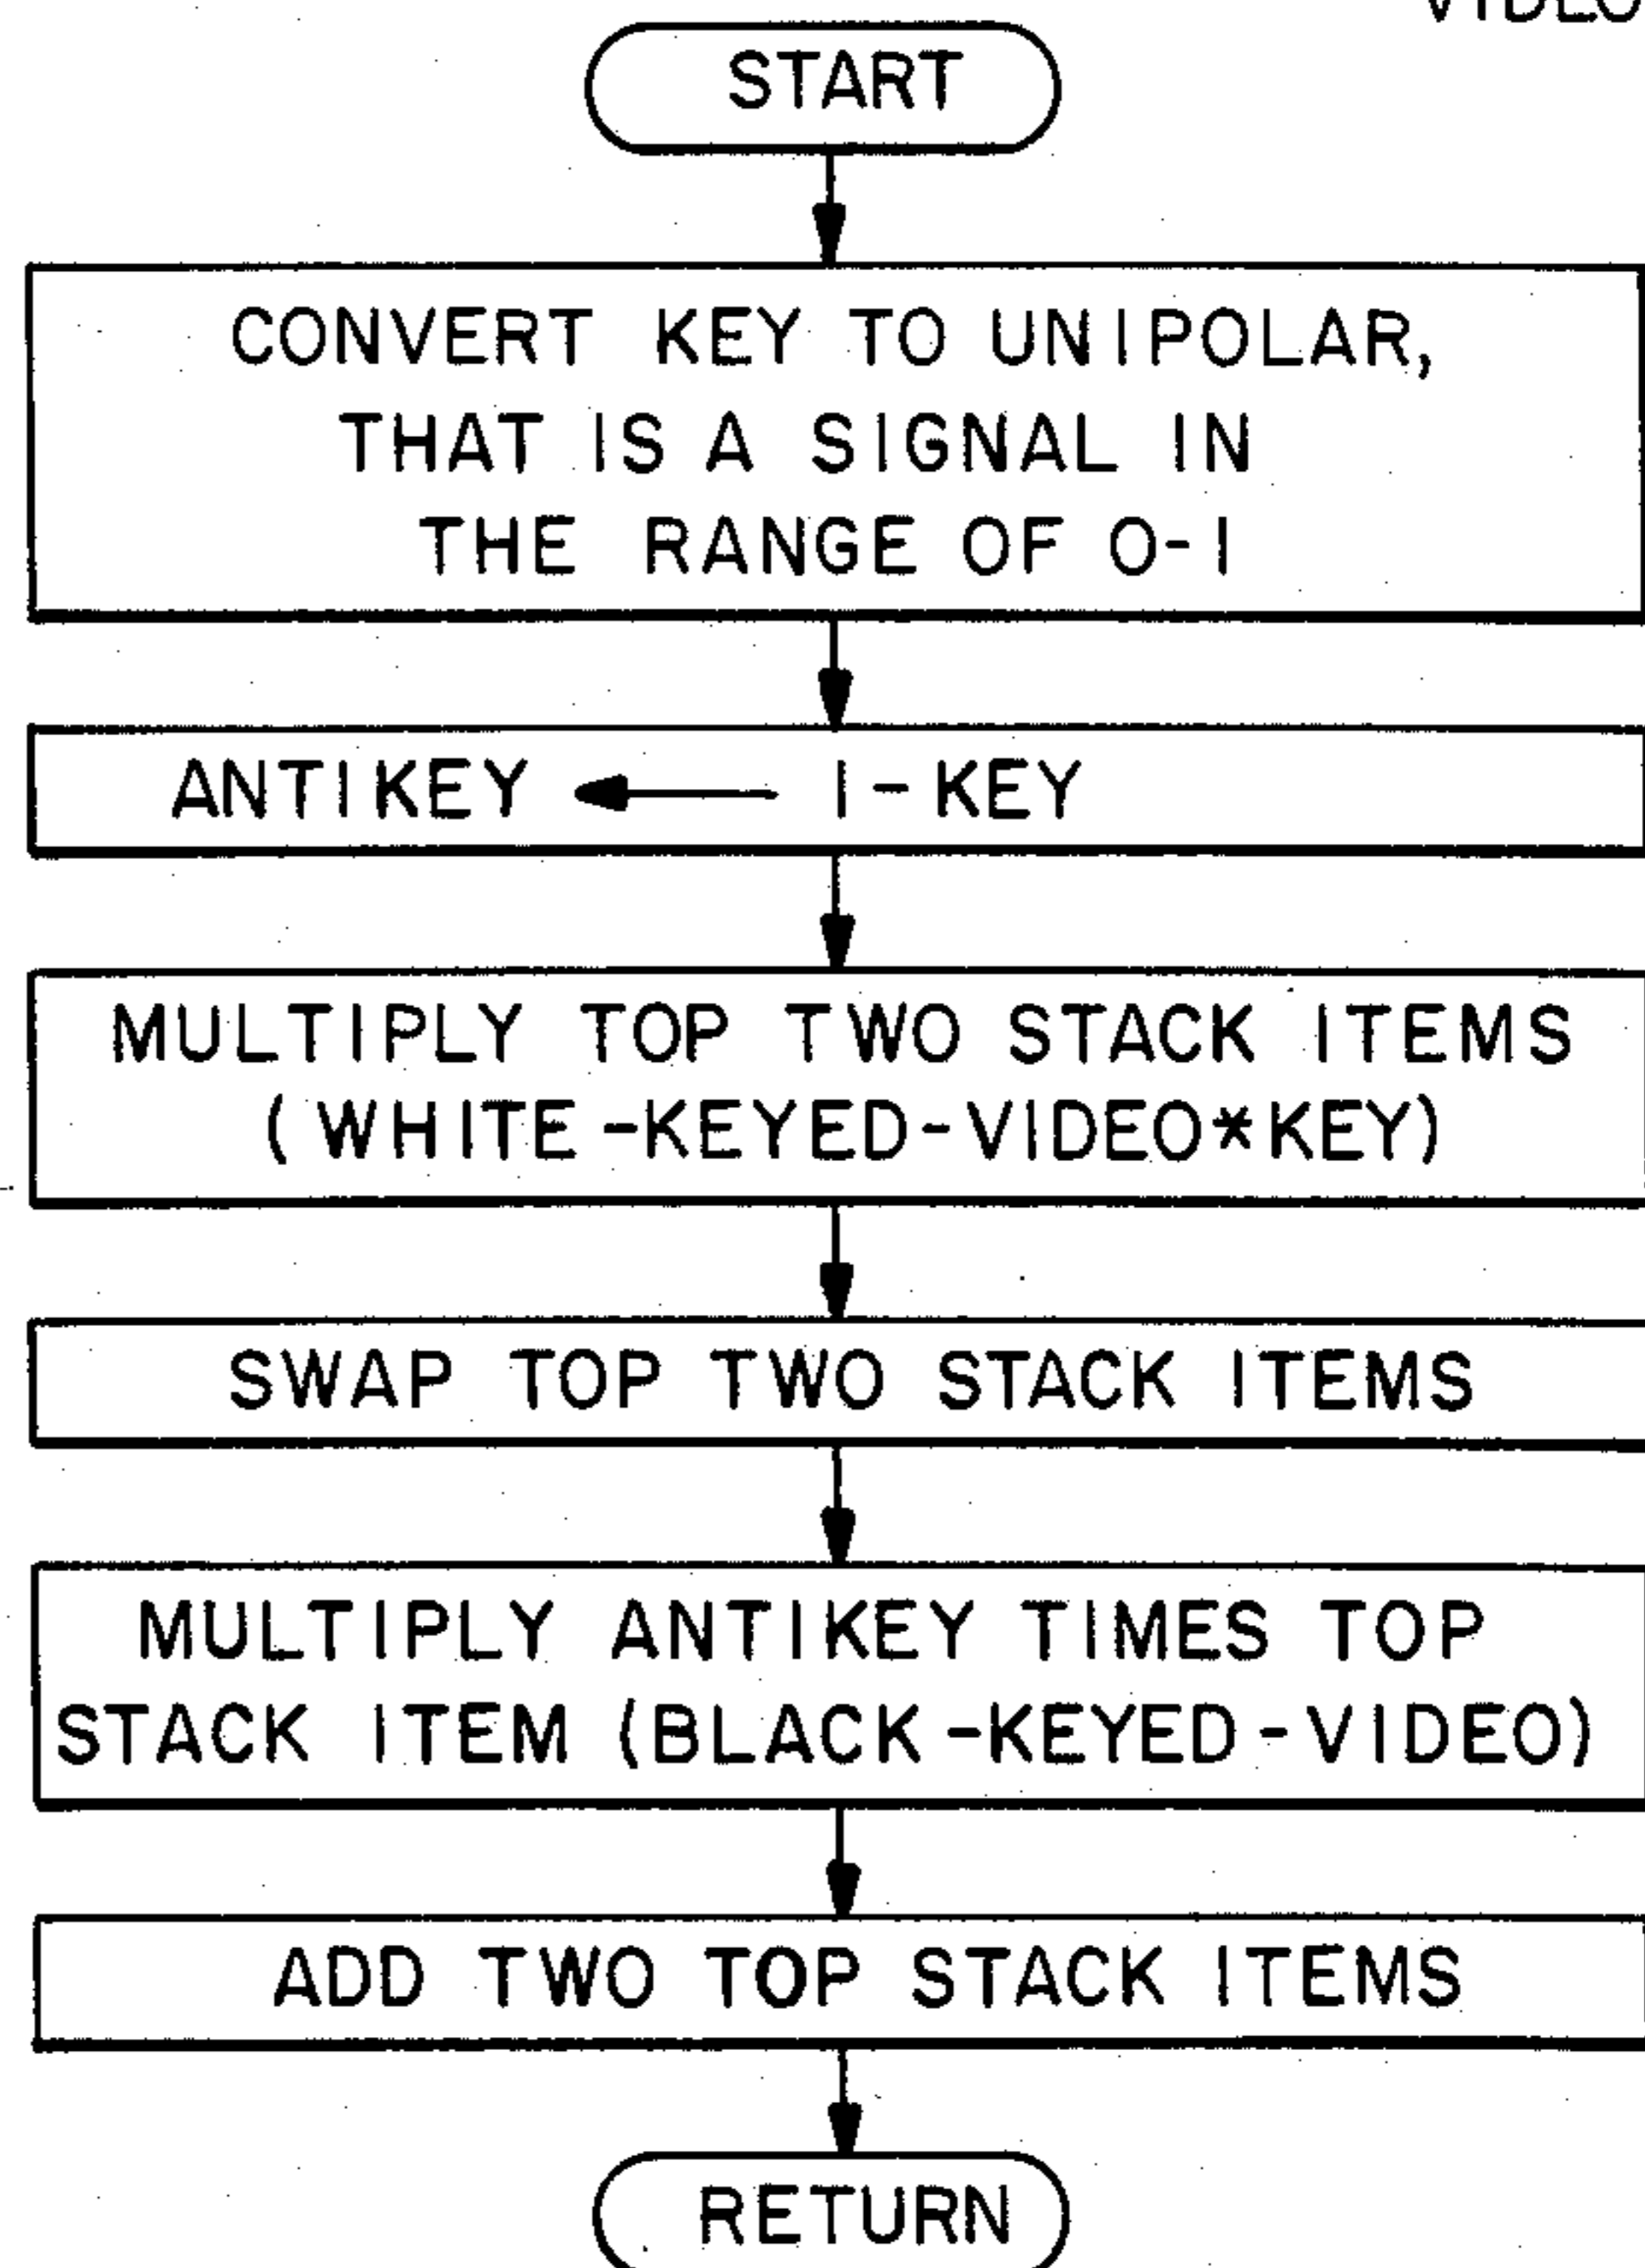 VIDEO
START
CONVERT KEY TO UNIPOLAR,
THAT IS A SIGNAL IN
THE RANGE OF 0-1
ANTIKEY ← 1-KEY
MULTIPLY TOP TWO STACK ITEMS
(WHITE-KEYED-VIDEO*KEY)
SWAP TOP TWO STACK ITEMS
MULTIPLY ANTIKEY TIMES TOP
STACK ITEM (BLACK-KEYED-VIDEO)
ADD TWO TOP STACK ITEMS
RETURN